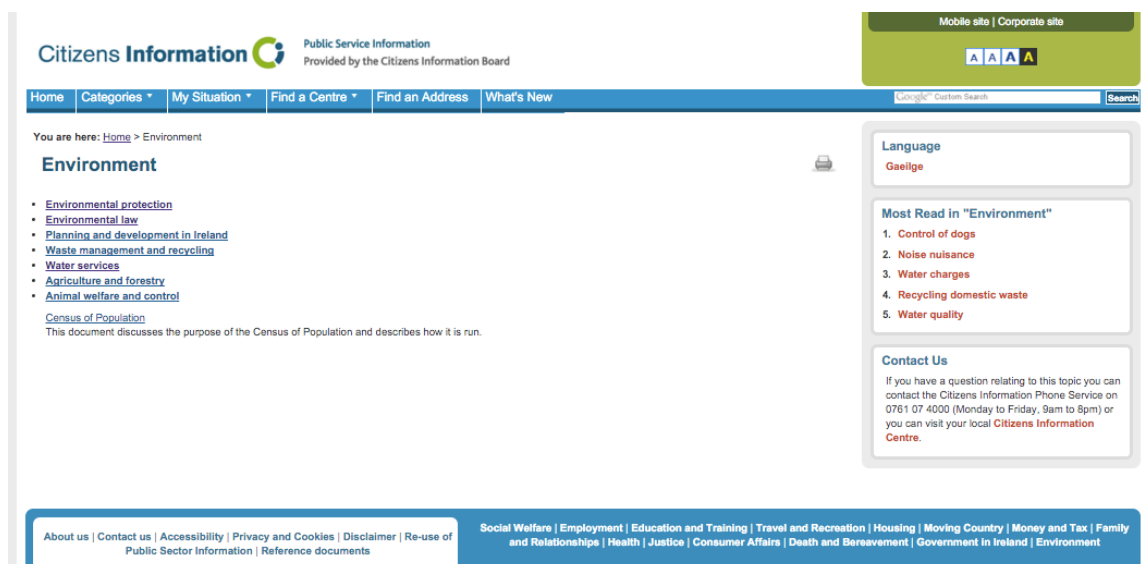 Mobile site | Corporate site
Citizens Information
Public Service Information
Provided by the Citizens Information Board
A A A A
Home Categories My Situation Find a Centre Find an Address What's New
Google™ Custom Search Search
You are here: Home > Environment
Environment
• Environmental protection
• Environmental law
• Planning and development in Ireland
• Waste management and recycling
• Water services
• Agriculture and forestry
• Animal welfare and control
Census of Population
This document discusses the purpose of the Census of Population and describes how it is run.
Language
Gaeilge
Most Read in "Environment"
1. Control of dogs
2. Noise nuisance
3. Water charges
4. Recycling domestic waste
5. Water quality
Contact Us
If you have a question relating to this topic you can
contact the Citizens Information Phone Service on
0761 07 4000 (Monday to Friday, 9am to 8pm) or
you can visit your local Citizens Information
Centre.
About us | Contact us | Accessibility | Privacy and Cookies | Disclaimer | Re-use of
Public Sector Information | Reference documents
Social Welfare | Employment | Education and Training | Travel and Recreation | Housing | Moving Country | Money and Tax | Family
and Relationships | Health | Justice | Consumer Affairs | Death and Bereavement | Government in Ireland | Environment